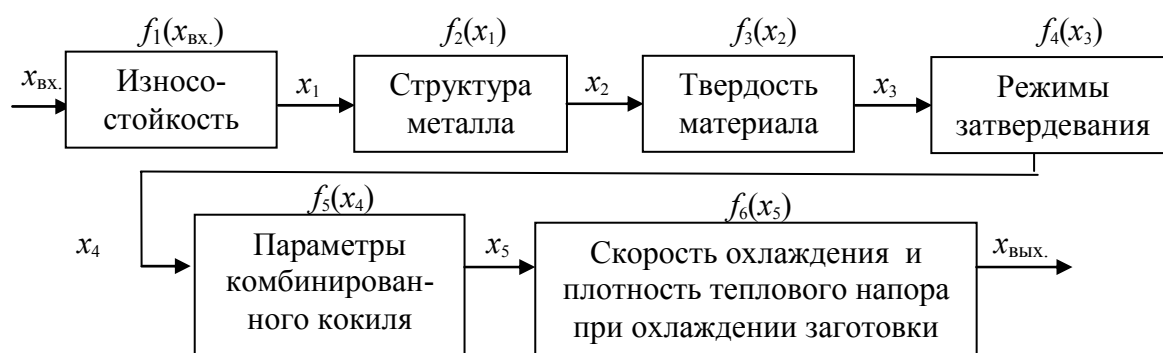 f1(xвх.)
f2(x1)
f3(x2)
f4(x3)
xвх.
Износо-
стойкость
x1
Структура
металла
x2
Твердость
материала
x3
Режимы
затвердевания
f5(x4)
f6(x5)
x4
Параметры
комбинирован-
ного кокиля
x5
Скорость охлаждения и
плотность теплового напора
при охлаждении заготовки
xвых.